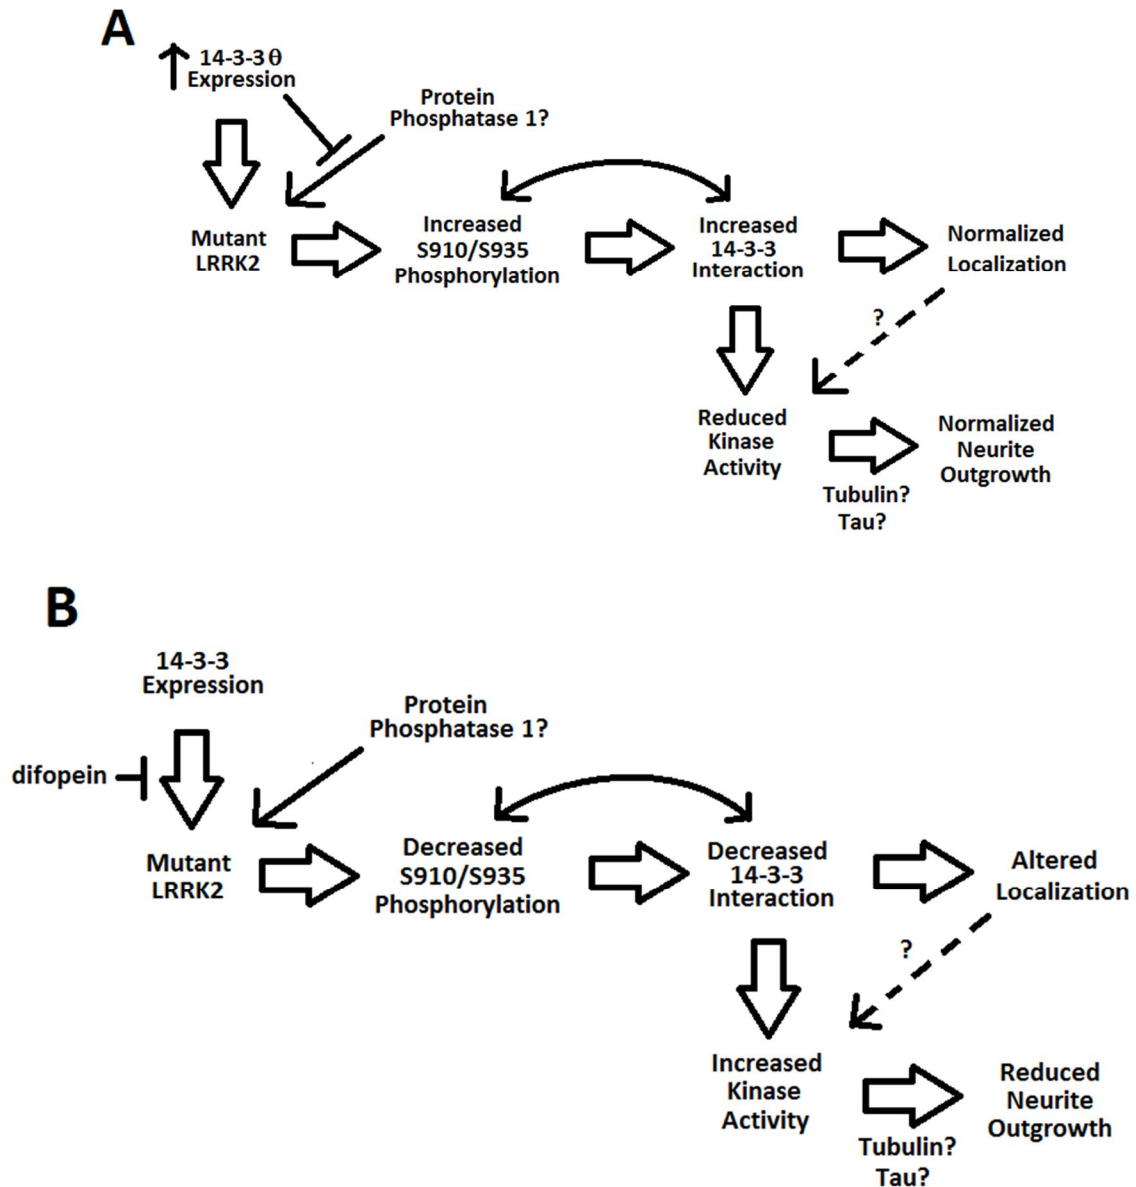 A
14-3-3θ
Expression
Protein
Phosphatase 1?
Mutant
LRRK2
Increased
S910/S935
Phosphorylation
Increased
14-3-3
Interaction
Normalized
Localization
?
Reduced
Kinase
Activity
Tubulin?
Tau?
Normalized
Neurite
Outgrowth
B
14-3-3
Expression
difopein
Protein
Phosphatase 1?
Mutant
LRRK2
Decreased
S910/S935
Phosphorylation
Decreased
14-3-3
Interaction
Altered
Localization
?
Increased
Kinase
Activity
Tubulin?
Tau?
Reduced
Neurite
Outgrowth